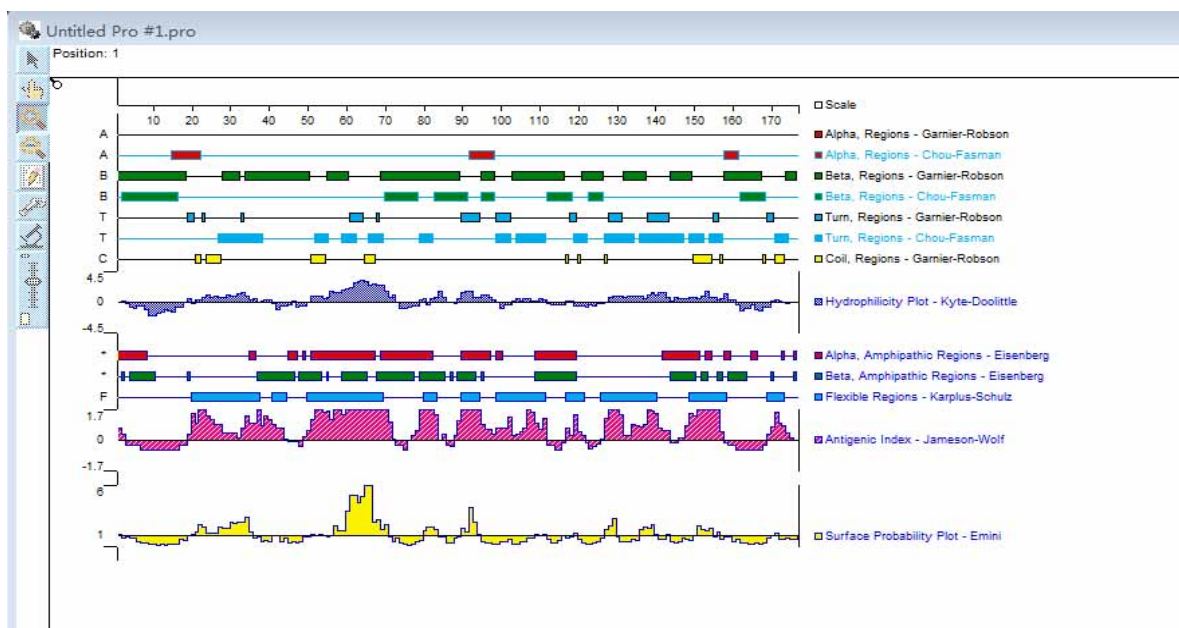 Untitled Pro #1.pro
Position: 1
Scale
10 20 30 40 50 60 70 80 90 100 110 120 130 140 150 160 170
A Alpha, Regions - Garnier-Robson
A Alpha, Regions - Chou-Fasman
B Beta, Regions - Garnier-Robson
B Beta, Regions - Chou-Fasman
T Turn, Regions - Garnier-Robson
T Turn, Regions - Chou-Fasman
C Coil, Regions - Garnier-Robson
4.5
0 Hydrophilicity Plot - Kyte-Doolittle
-4.5
* Alpha, Amphipathic Regions - Eisenberg
* Beta, Amphipathic Regions - Eisenberg
F Flexible Regions - Karplus-Schulz
1.7
0 Antigenic Index - Jameson-Wolf
-1.7
6
1 Surface Probability Plot - Emini